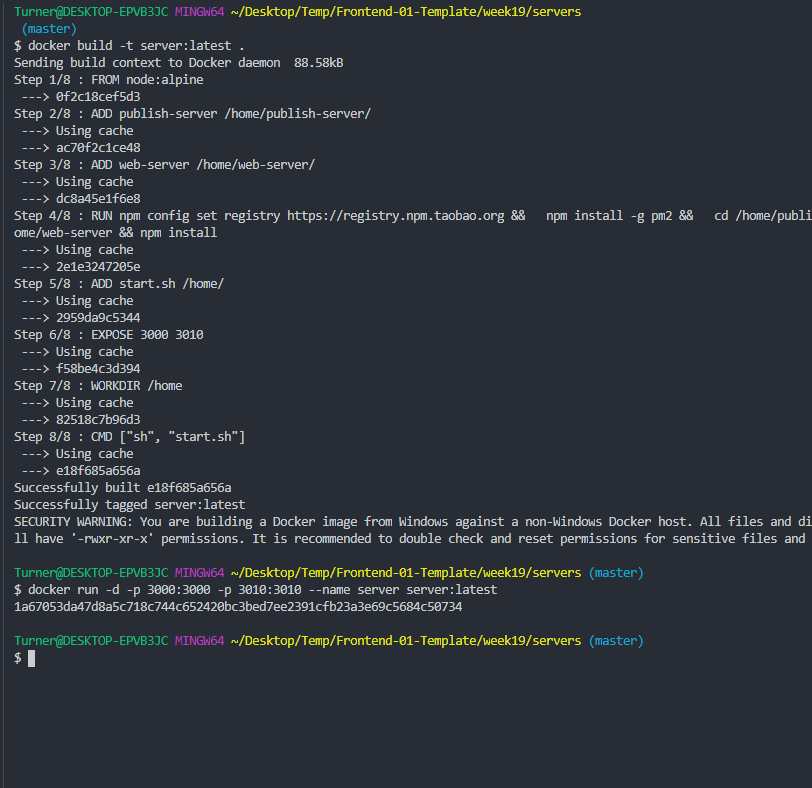 Turner@DESKTOP-EPVB3JC MINGW64 ~/Desktop/Temp/Frontend-01-Template/week19/servers
(master)
$ docker build -t server:latest .
Sending build context to Docker daemon  88.58kB
Step 1/8 : FROM node:alpine
---> 0f2c18cef5d3
Step 2/8 : ADD publish-server /home/publish-server/
---> Using cache
---> ac70f2c1ce48
Step 3/8 : ADD web-server /home/web-server/
---> Using cache
---> dc8a45e1f6e8
Step 4/8 : RUN npm config set registry https://registry.npm.taobao.org &&   npm install -g pm2 &&   cd /home/publi
ome/web-server && npm install
---> Using cache
---> 2e1e3247205e
Step 5/8 : ADD start.sh /home/
---> Using cache
---> 2959da9c5344
Step 6/8 : EXPOSE 3000 3010
---> Using cache
---> f58be4c3d394
Step 7/8 : WORKDIR /home
---> Using cache
---> 82518c7b96d3
Step 8/8 : CMD ["sh", "start.sh"]
---> Using cache
---> e18f685a656a
Successfully built e18f685a656a
Successfully tagged server:latest
SECURITY WARNING: You are building a Docker image from Windows against a non-Windows Docker host. All files and di
ll have '-rwxr-xr-x' permissions. It is recommended to double check and reset permissions for sensitive files and
Turner@DESKTOP-EPVB3JC MINGW64 ~/Desktop/Temp/Frontend-01-Template/week19/servers (master)
$ docker run -d -p 3000:3000 -p 3010:3010 --name server server:latest
1a67053da47d8a5c718c744c652420bc3bed7ee2391cfb23a3e69c5684c50734
Turner@DESKTOP-EPVB3JC MINGW64 ~/Desktop/Temp/Frontend-01-Template/week19/servers (master)
$